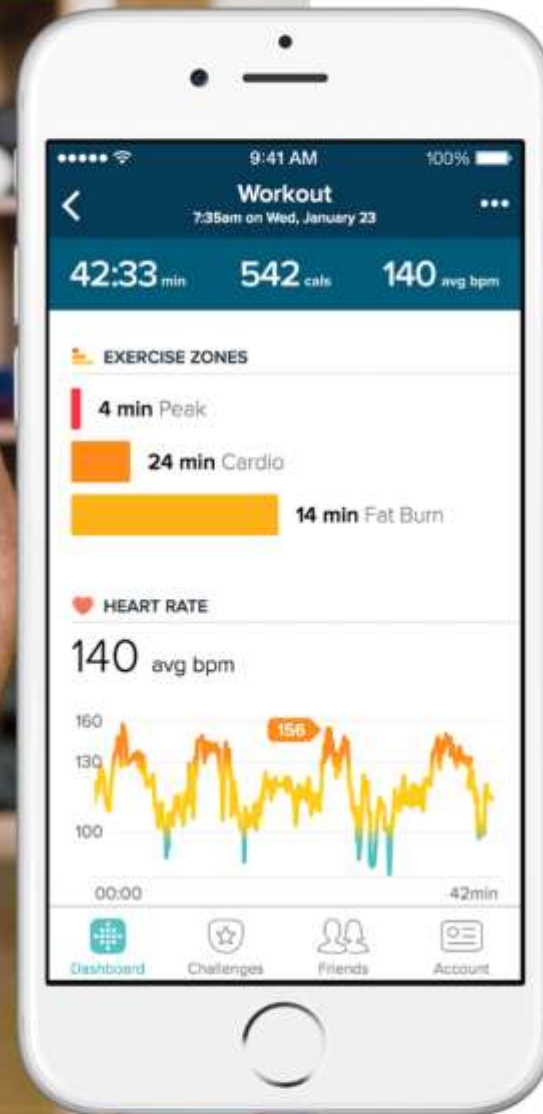 9:41 AM 100%
Workout
7:35am on Wed, January 23
42:33 min 542 cals 140 avg bpm
EXERCISE ZONES
4 min Peak
24 min Cardio
14 min Fat Burn
HEART RATE
140 avg bpm
160
156
130
100
00:00 42min
Dashboard Challenges Friends Account